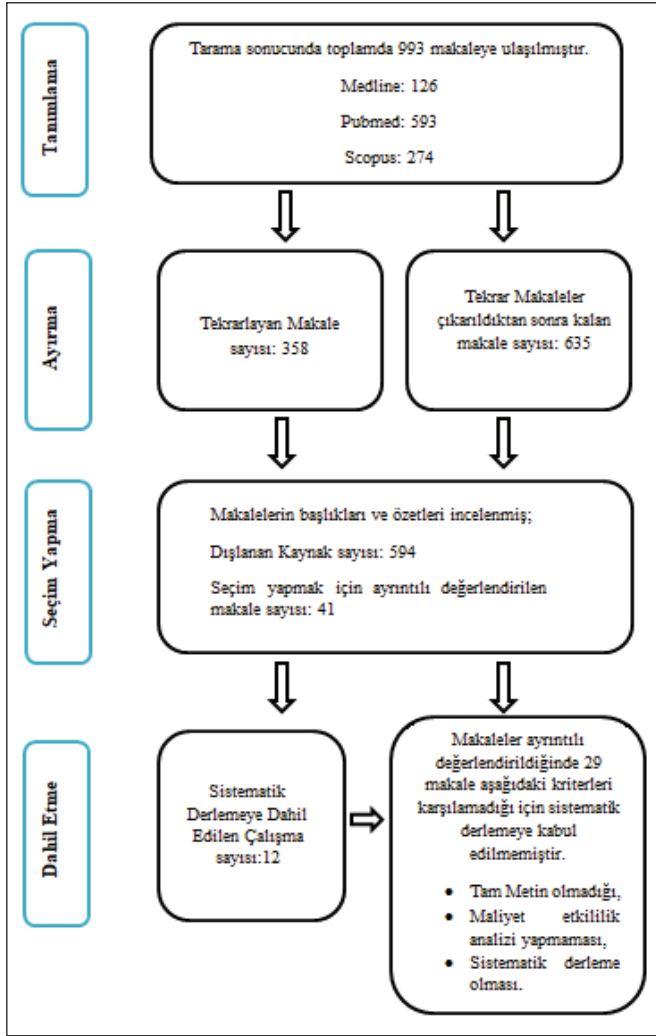 Tanımlama
Tarama sonucunda toplamda 993 makaleye ulaşılmıştır.
Medline: 126
Pubmed: 593
Scopus: 274
Ayırma
Tekrarlayan Makale
sayısı: 358
Tekrar Makaleler
çıkarıldıktan sonra kalan
makale sayısı: 635
Seçim Yapma
Makalelerin başlıkları ve özetleri incelenmiş;
Dışlanan Kaynak sayısı: 594
Seçim yapmak için ayrıntılı değerlendirilen
makale sayısı: 41
Dahil Etme
Sistematik
Derlemeye Dahil
Edilen Çalışma
sayısı:12
Makaleler ayrıntılı
değerlendirildiğinde 29
makale aşağıdaki kriterleri
karşılamadığı için sistematik
derlemeye kabul
edilmemiştir.
• Tam Metin olmadığı,
• Maliyet etkililik
analizi yapmaması,
• Sistematik derleme
olması.